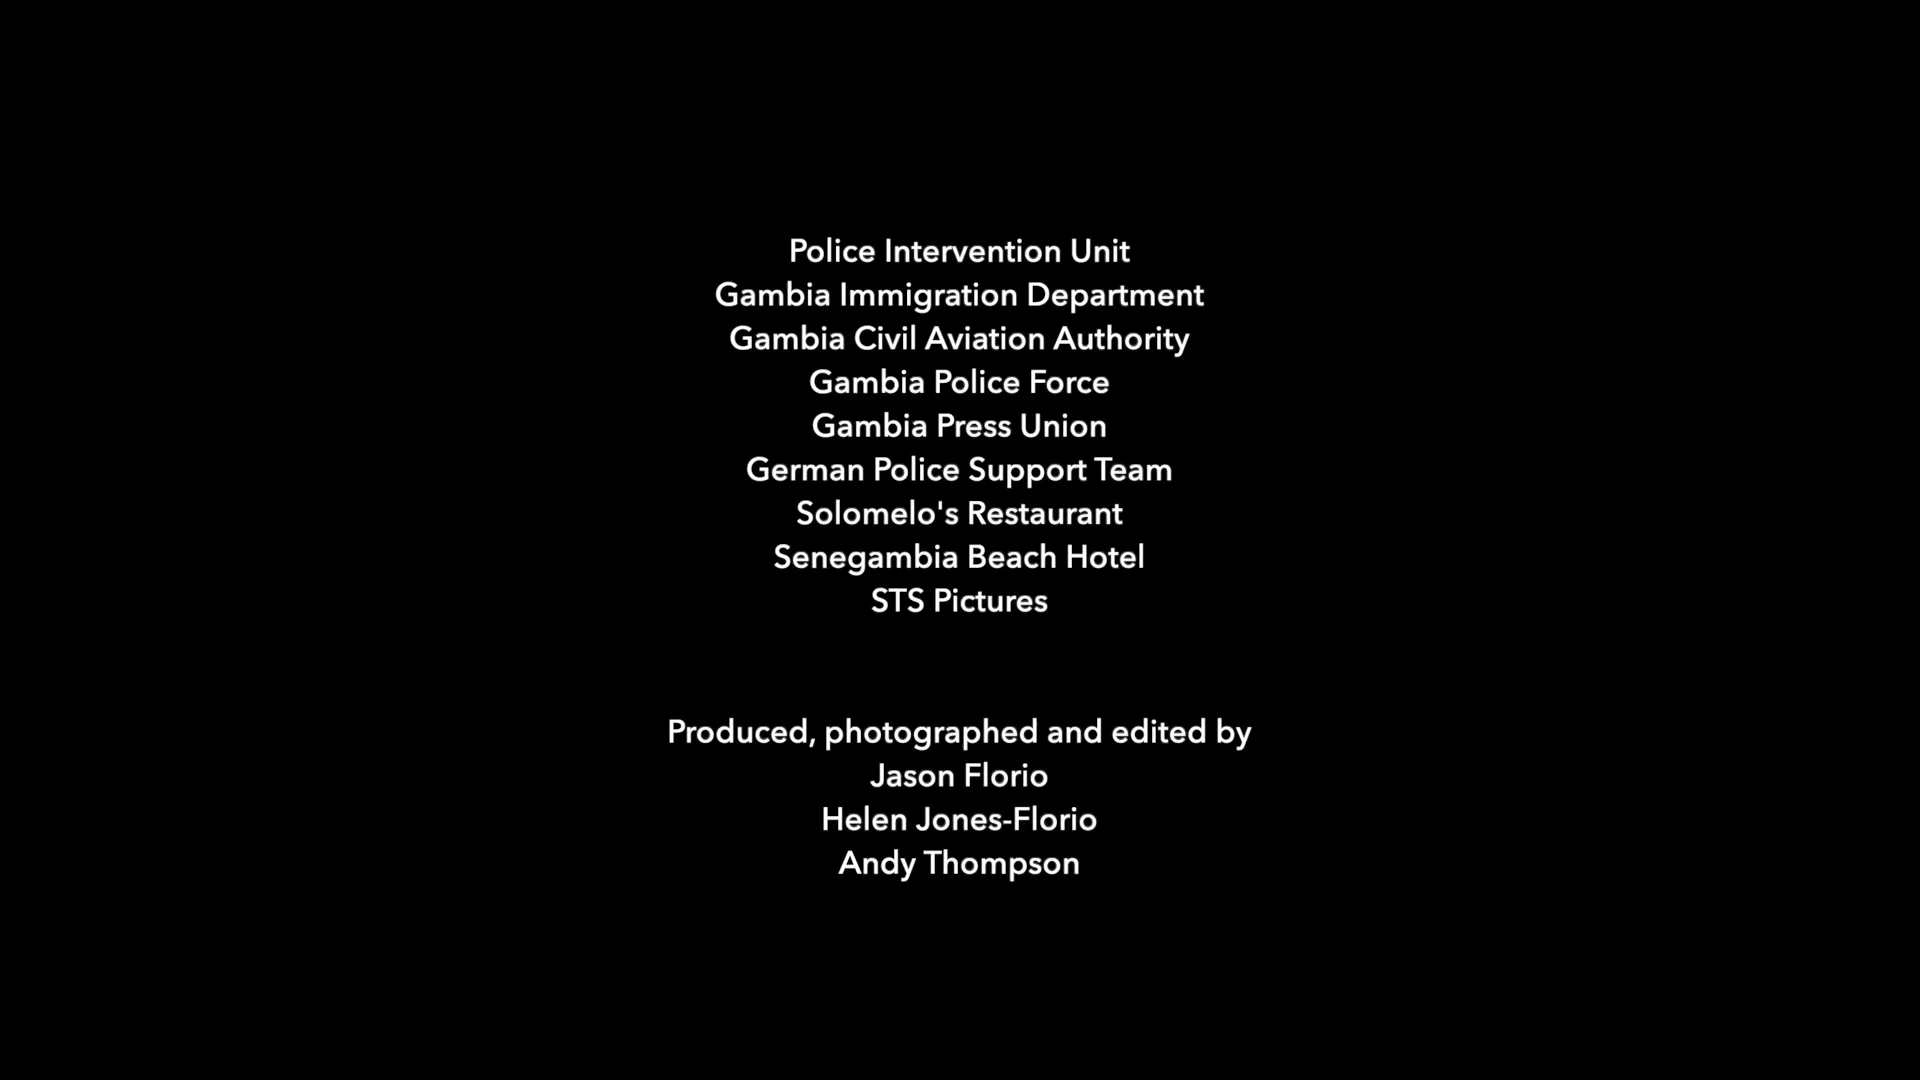 Police Intervention Unit
Gambia Immigration Department
Gambia Civil Aviation Authority
Gambia Police Force
Gambia Press Union
German Police Support Team
Solomelo's Restaurant
Senegambia Beach Hotel
STS Pictures
Produced, photographed and edited by
Jason Florio
Helen Jones-Florio
Andy Thompson